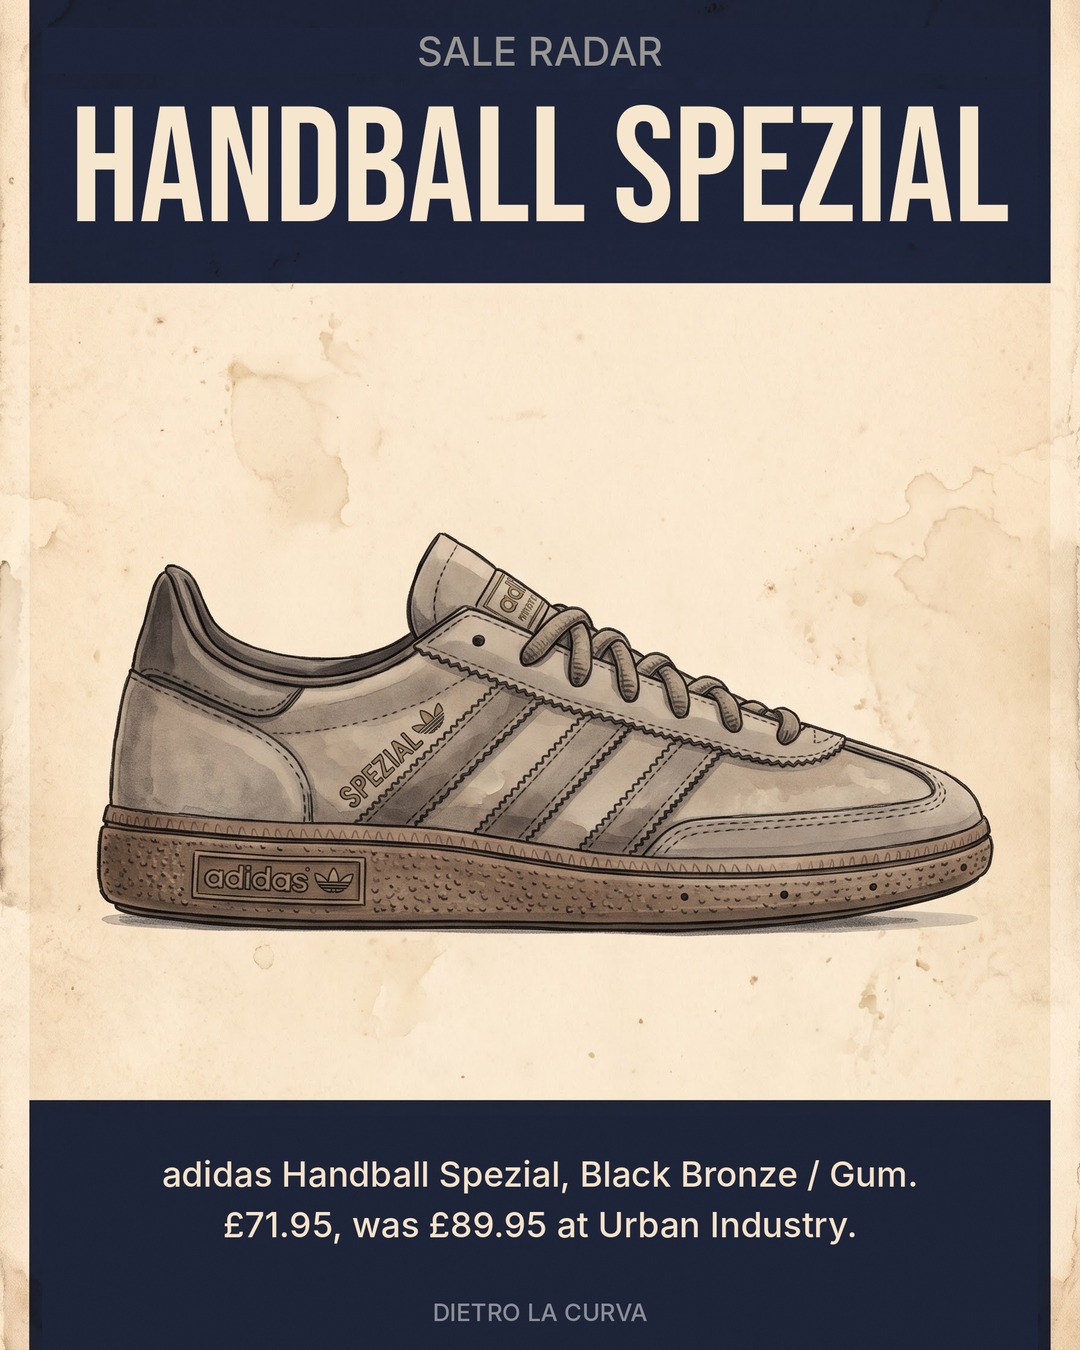 SALE RADAR
HANDBALL SPEZIAL
SPEZIAL
adidas
adidas Handball Spezial, Black Bronze / Gum.
£71.95, was £89.95 at Urban Industry.
DIETRO LA CURVA